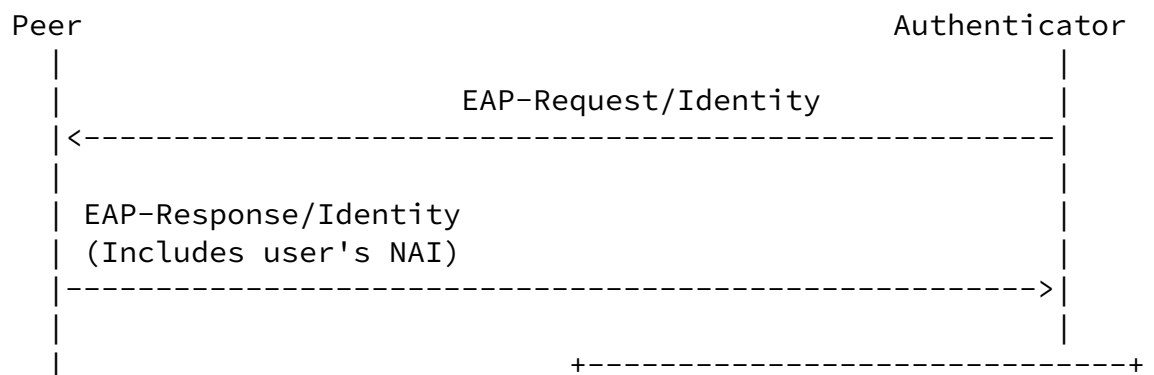 Peer Authenticator
EAP-Request/Identity
EAP-Response/Identity
(Includes user's NAI)